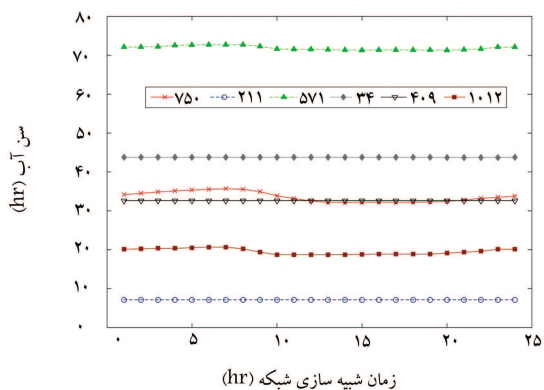 ۸۰
۷۰
۶۰
۵۰
۴۰
۳۰
۲۰
۱۰
۰
سن آب (hr)
۷۵۰ ۲۱۱ ۵۷۱ ۳۴ ۴۰۹ ۱۰۱۲
۰ ۵ ۱۰ ۱۵ ۲۰ ۲۵
زمان شبیه سازی شبکه (hr)